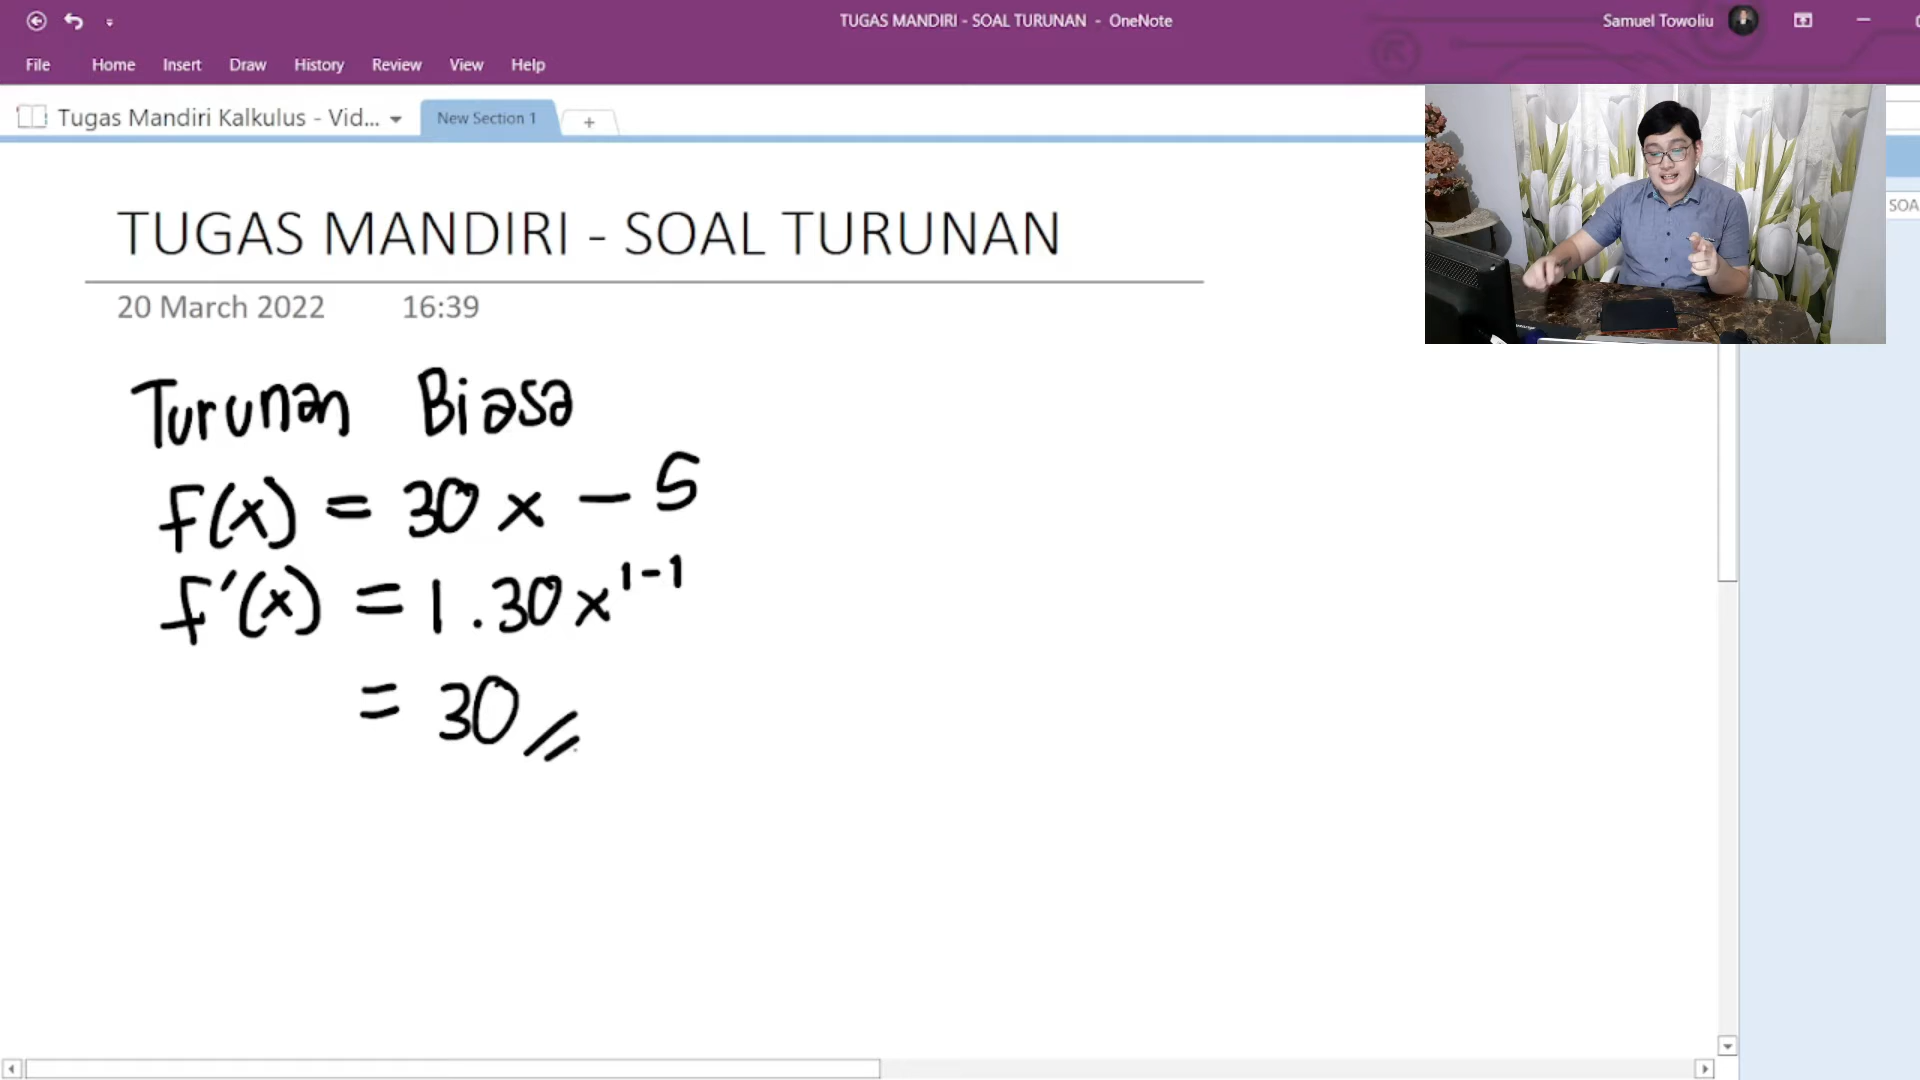 TUGAS MANDIRI - SOAL TURUNAN - OneNote
Samuel Towoliu
File Home Insert Draw History Review View Help
Tugas Mandiri Kalkulus - Vid...
New Section 1
+
SOA
TUGAS MANDIRI - SOAL TURUNAN
20 March 2022 16:39
Turunan Biasa
f(x) = 30x - 5
f'(x) = 1 . 30x¹⁻¹
= 30 //